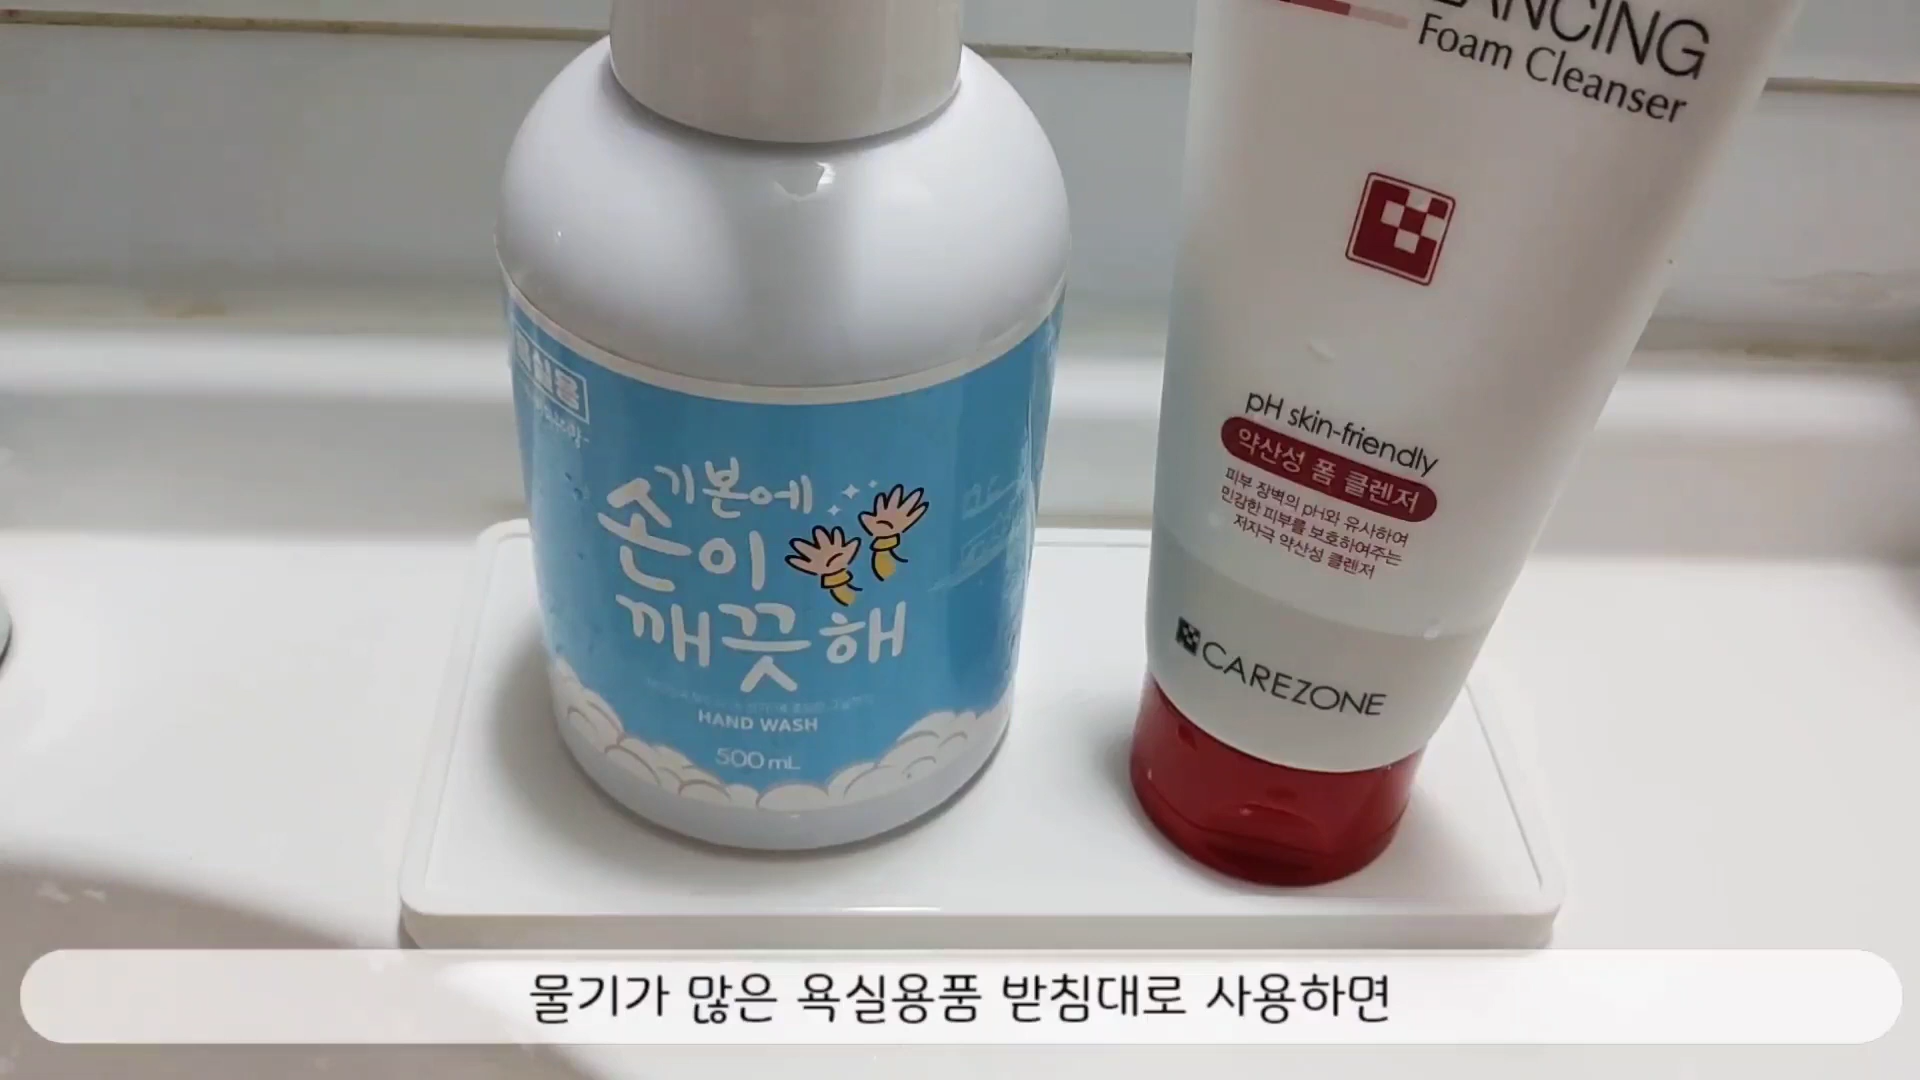 ANCING
Foam Cleanser
pH skin-friendly
약산성 폼 클렌저
피부 장벽의 pH와 유사하여
민감한 피부를 보호하여주는
저자극 약산성 클렌저
CAREZONE
기본에
손이
깨끗해
HAND WASH
500 mL
물기가 많은 욕실용품 받침대로 사용하면